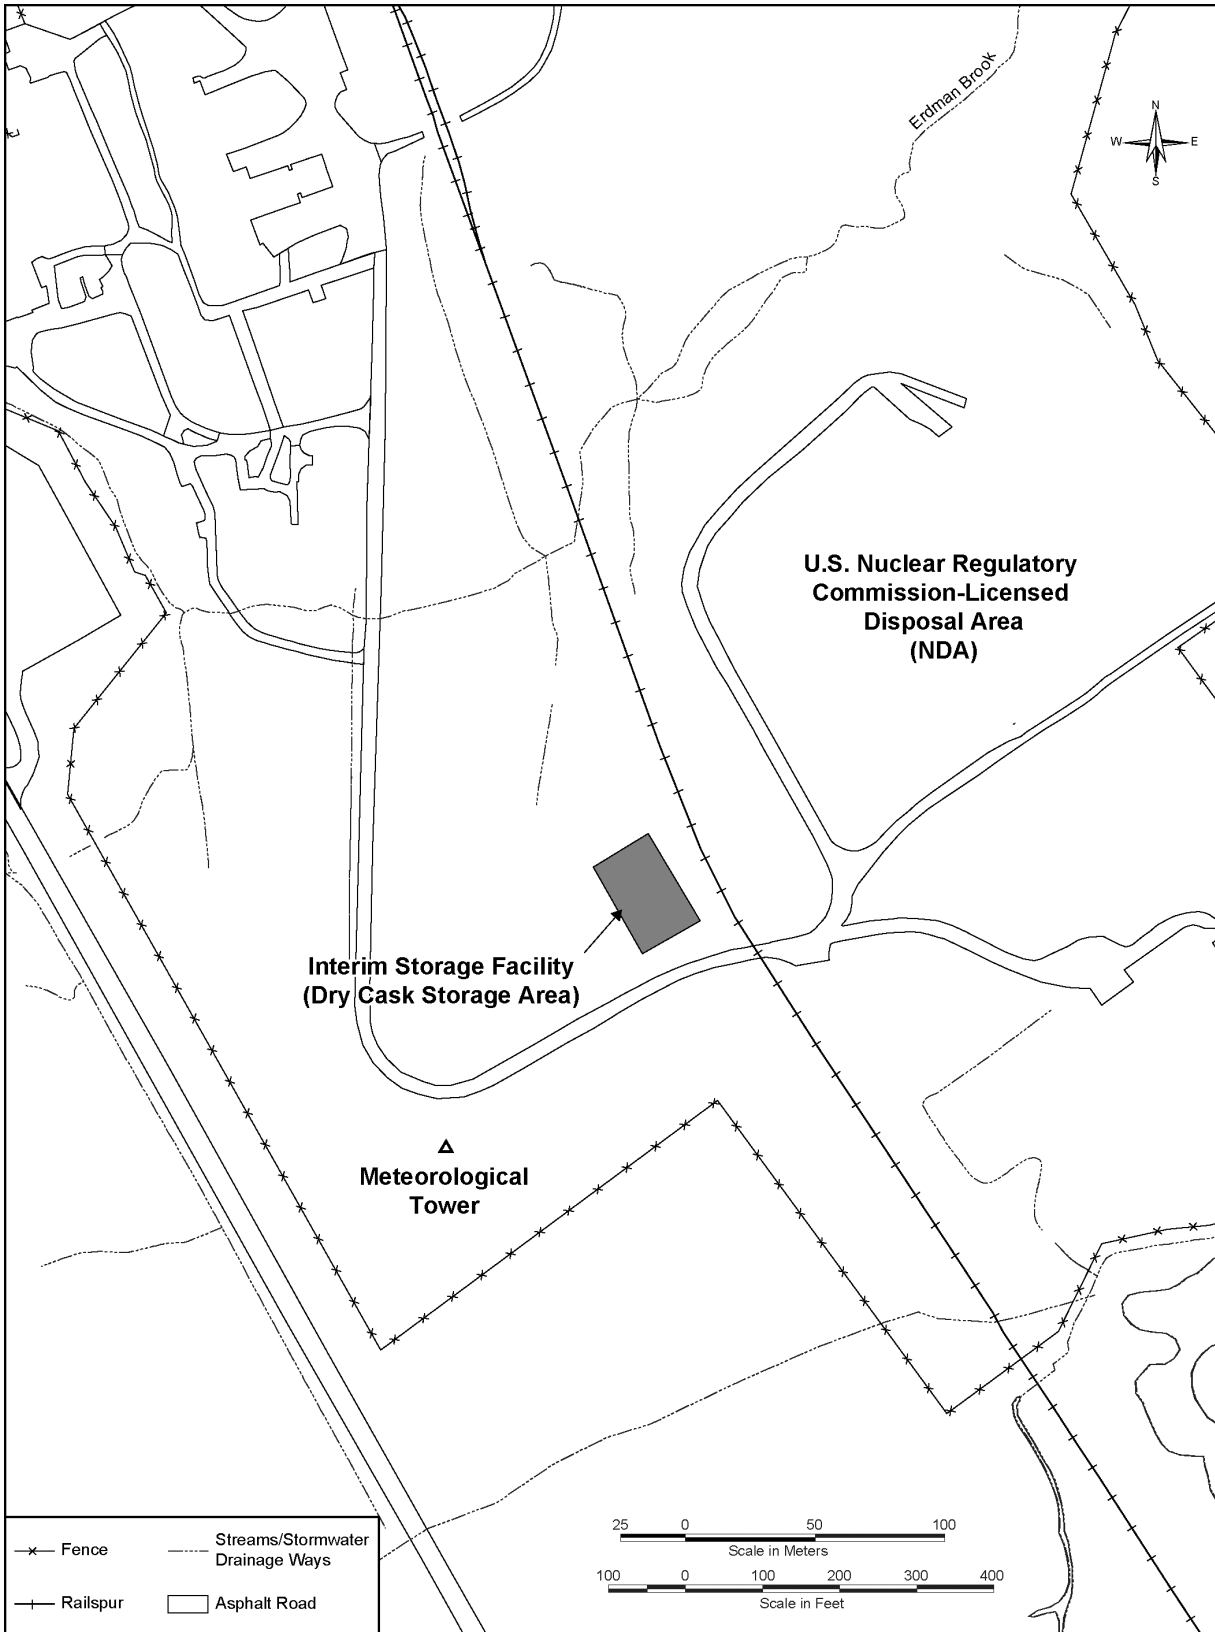 Erdman Brook
N
W E
S
U.S. Nuclear Regulatory
Commission-Licensed
Disposal Area
(NDA)
Interim Storage Facility
(Dry Cask Storage Area)
Meteorological
Tower
Fence
Streams/Stormwater
Drainage Ways
Railspur
Asphalt Road
25 0 50 100
Scale in Meters
100 0 100 200 300 400
Scale in Feet